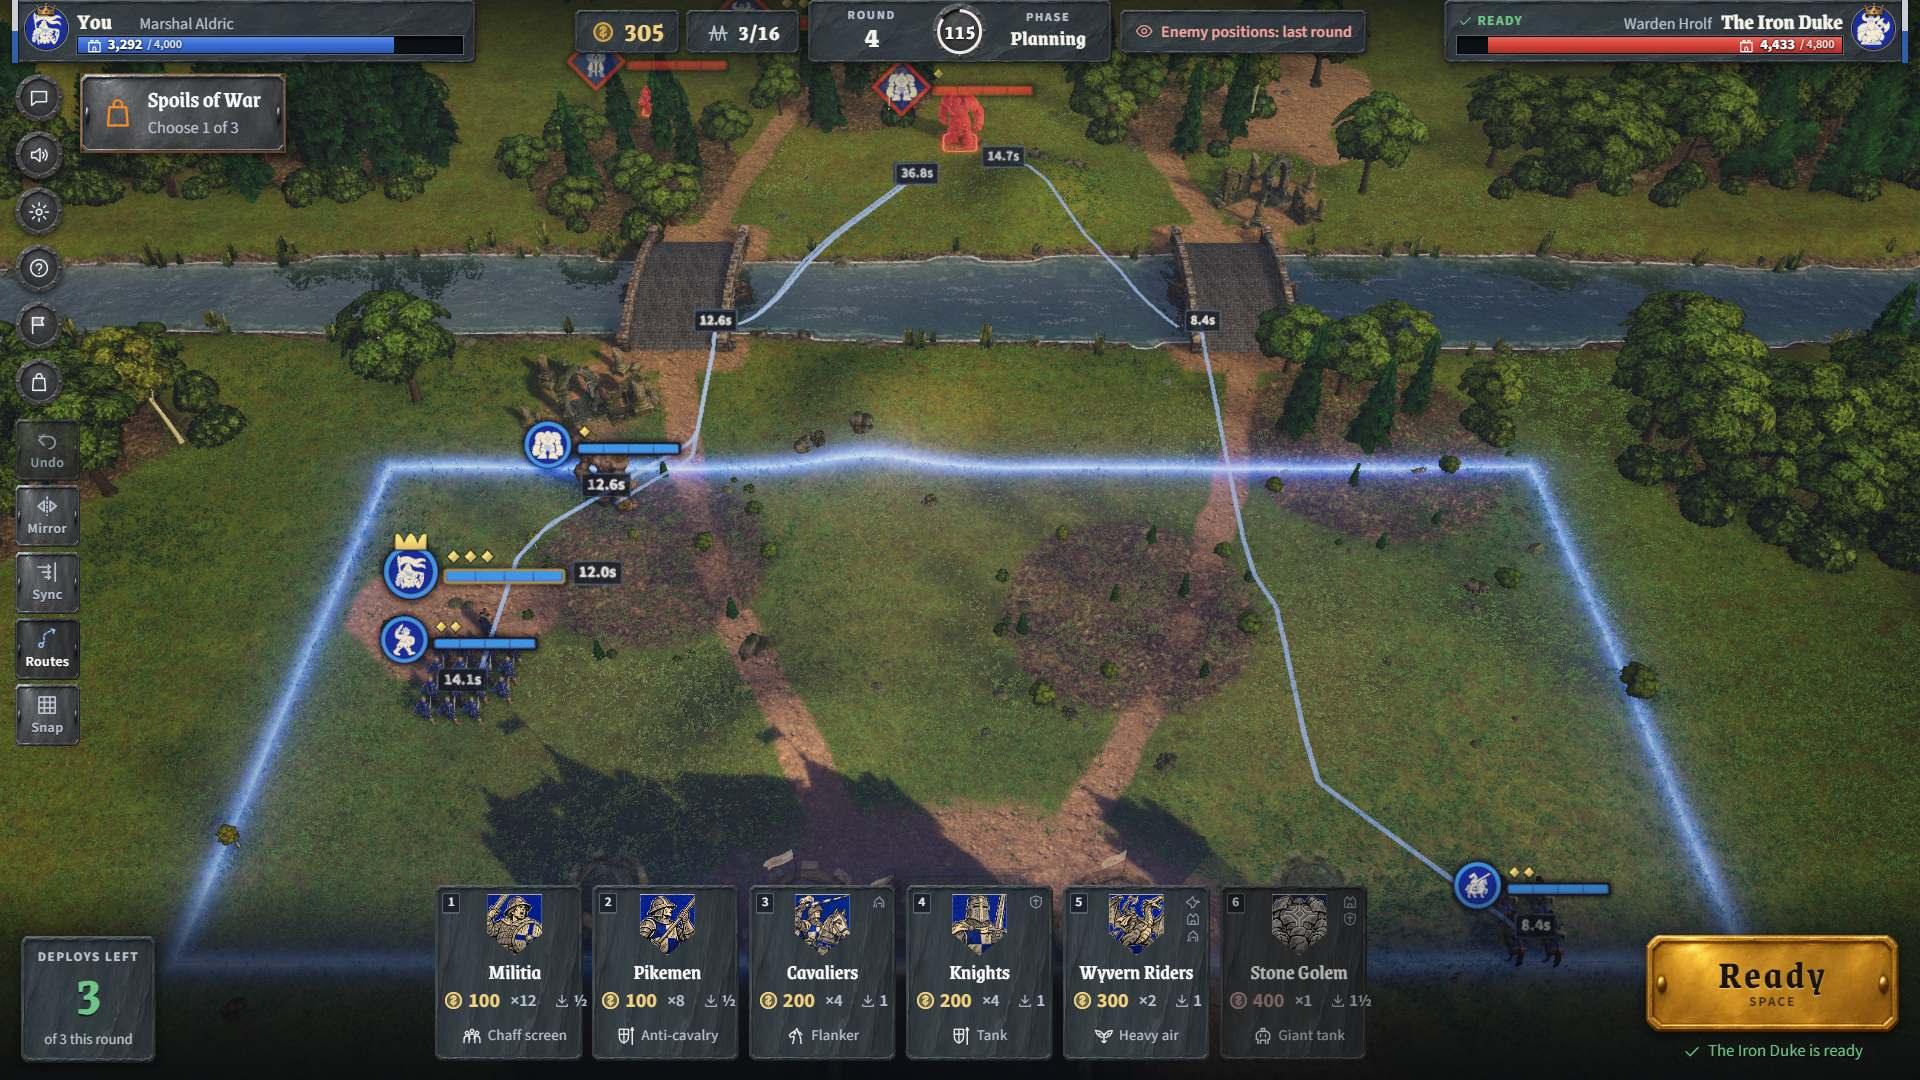 You Marshal Aldric
3,292 / 4,000
305
3/16
ROUND
4
115
PHASE
Planning
Enemy positions: last round
READY
Warden Hrolf The Iron Duke
4,433 / 4,800
Spoils of War
Choose 1 of 3
36.8s
14.7s
12.6s
8.4s
12.6s
12.0s
14.1s
8.4s
Undo
Mirror
Sync
Routes
Snap
DEPLOYS LEFT
3
of 3 this round
1
Militia
100 ×12 ½
Chaff screen
2
Pikemen
100 ×8 ½
Anti-cavalry
3
Cavaliers
200 ×4 1
Flanker
4
Knights
200 ×4 1
Tank
5
Wyvern Riders
300 ×2 1
Heavy air
6
Stone Golem
400 ×1 1½
Giant tank
Ready
SPACE
The Iron Duke is ready